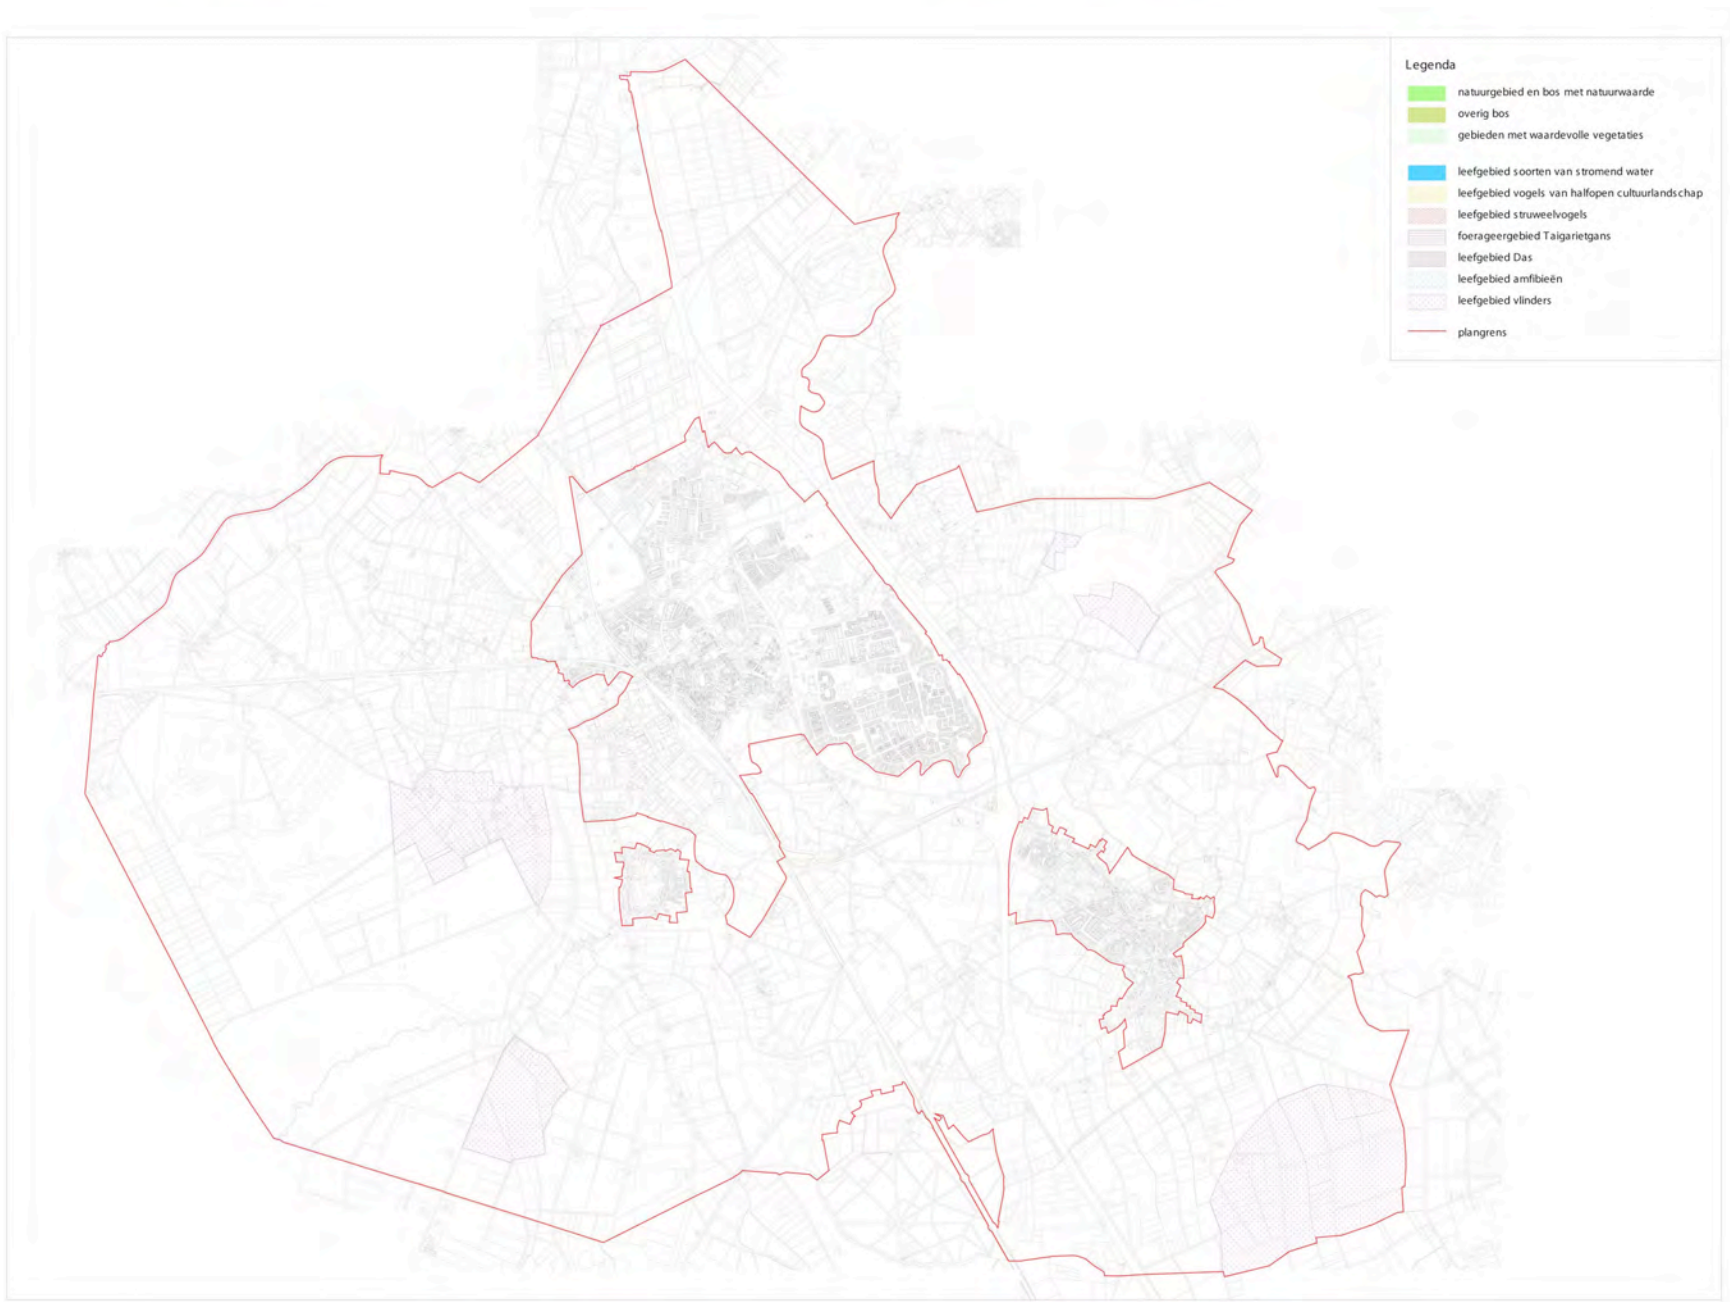 Legenda
natuurgebied en bos met natuurwaarde
overig bos
gebieden met waardevolle vegetaties
leefgebied soorten van stromend water
leefgebied vogels van halfopen cultuurlandschap
leefgebied struweelvogels
foerageergebied Taigarietgans
leefgebied Das
leefgebied amfibieën
leefgebied vlinders
plangrens
3